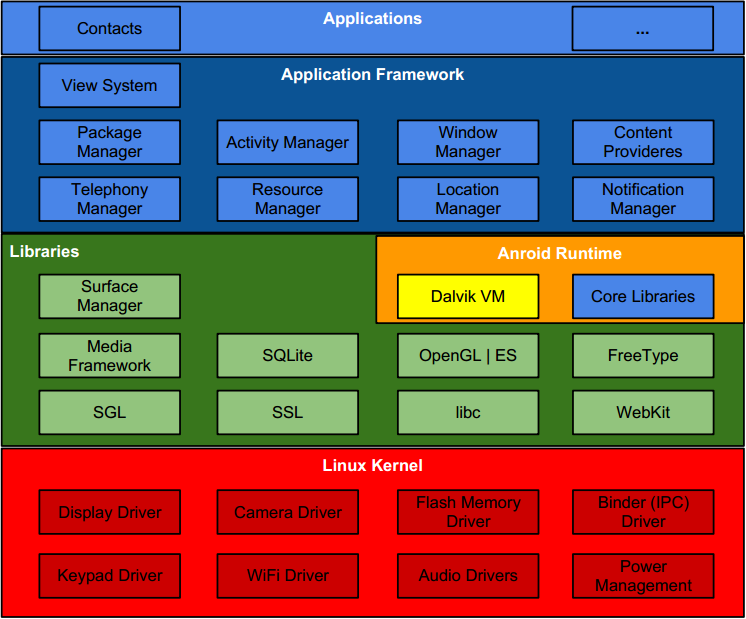 Applications
Contacts
...
Application Framework
View System
Package
Manager
Activity Manager
Window
Manager
Content
Provideres
Telephony
Manager
Resource
Manager
Location
Manager
Notification
Manager
Libraries
Anroid Runtime
Surface
Manager
Dalvik VM
Core Libraries
Media
Framework
SQLite
OpenGL | ES
FreeType
SGL
SSL
libc
WebKit
Linux Kernel
Display Driver
Camera Driver
Flash Memory
Driver
Binder (IPC)
Driver
Keypad Driver
WiFi Driver
Audio Drivers
Power
Management